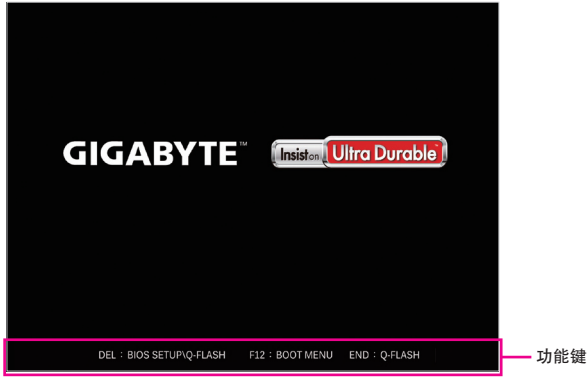 GIGABYTE™ Insist on Ultra Durable™
DEL : BIOS SETUP\Q-FLASH F12 : BOOT MENU END : Q-FLASH
功能键